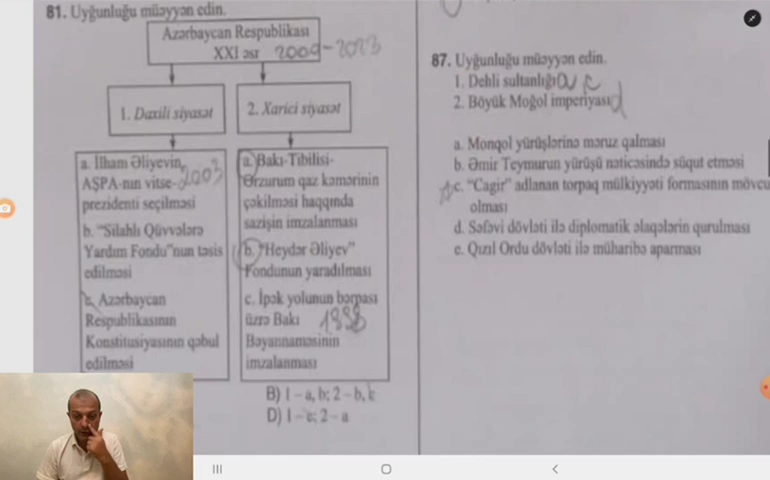 81. Uyğunluğu müəyyən edin.
Azərbaycan Respublikası
XXI əsr 2009-2023
1. Daxili siyasət
2. Xarici siyasət
a. İlham Əliyevin
AŞPA-nın vitse- 2003
prezidenti seçilməsi
b. "Silahlı Qüvvələrə
Yardım Fondu"nun təsis
edilməsi
c. Azərbaycan
Respublikasının
Konstitusiyasının qəbul
edilməsi
a. Bakı-Tibilisi-
Ərzurum qaz kəmərinin
çəkilməsi haqqında
sazişin imzalanması
b. "Heydər Əliyev"
Fondunun yaradılması
c. İpək yolunun bərpası
üzrə Bakı 1998
Bəyannaməsinin
imzalanması
B) 1 – a, b; 2 – b, c
D) 1 – c; 2 – a
87. Uyğunluğu müəyyən edin.
1. Dehli sultanlığı a c
2. Böyük Moğol imperiyası d
a. Monqol yürüşlərinə məruz qalması
b. Əmir Teymurun yürüşü nəticəsində süqut etməsi
c. "Cagir" adlanan torpaq mülkiyyəti formasının mövcu
olması
d. Səfəvi dövləti ilə diplomatik əlaqələrin qurulması
e. Qızıl Ordu dövləti ilə müharibə aparması